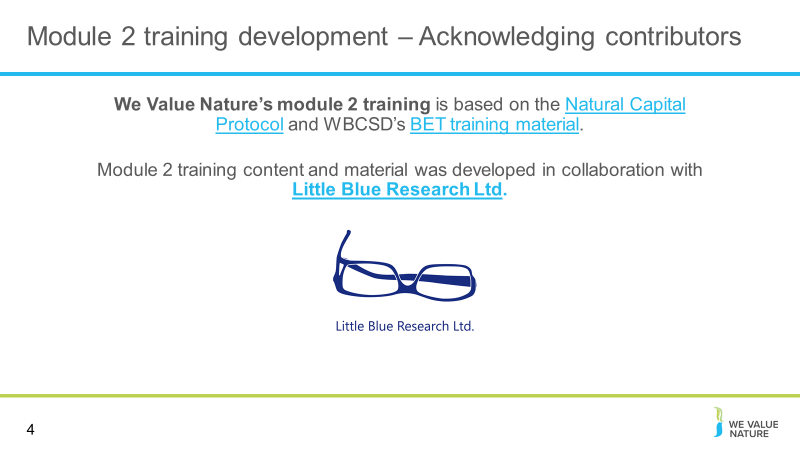 Module 2 training development – Acknowledging contributors
We Value Nature’s module 2 training is based on the Natural Capital
Protocol and WBCSD’s BET training material.
Module 2 training content and material was developed in collaboration with
Little Blue Research Ltd.
Little Blue Research Ltd.
4
WE VALUE
NATURE